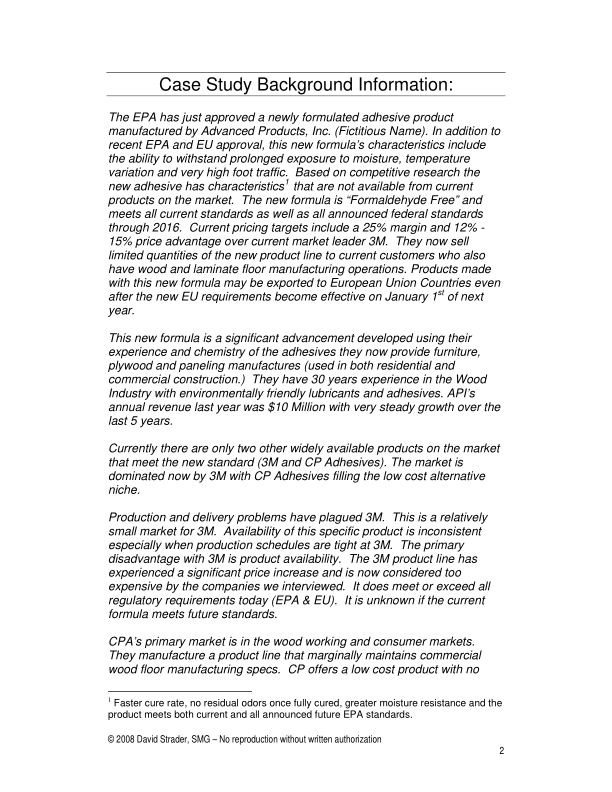 Case Study Background Information:
The EPA has just approved a newly formulated adhesive product
manufactured by Advanced Products, Inc. (Fictitious Name). In addition to
recent EPA and EU approval, this new formula's characteristics include
the ability to withstand prolonged exposure to moisture, temperature
variation and very high foot traffic.  Based on competitive research the
new adhesive has characteristics1 that are not available from current
products on the market.  The new formula is “Formaldehyde Free” and
meets all current standards as well as all announced federal standards
through 2016.  Current pricing targets include a 25% margin and 12% -
15% price advantage over current market leader 3M.  They now sell
limited quantities of the new product line to current customers who also
have wood and laminate floor manufacturing operations. Products made
with this new formula may be exported to European Union Countries even
after the new EU requirements become effective on January 1st of next
year.
This new formula is a significant advancement developed using their
experience and chemistry of the adhesives they now provide furniture,
plywood and paneling manufactures (used in both residential and
commercial construction.)  They have 30 years experience in the Wood
Industry with environmentally friendly lubricants and adhesives. API's
annual revenue last year was $10 Million with very steady growth over the
last 5 years.
Currently there are only two other widely available products on the market
that meet the new standard (3M and CP Adhesives). The market is
dominated now by 3M with CP Adhesives filling the low cost alternative
niche.
Production and delivery problems have plagued 3M.  This is a relatively
small market for 3M.  Availability of this specific product is inconsistent
especially when production schedules are tight at 3M.  The primary
disadvantage with 3M is product availability.  The 3M product line has
experienced a significant price increase and is now considered too
expensive by the companies we interviewed.  It does meet or exceed all
regulatory requirements today (EPA & EU).  It is unknown if the current
formula meets future standards.
CPA's primary market is in the wood working and consumer markets.
They manufacture a product line that marginally maintains commercial
wood floor manufacturing specs.  CP offers a low cost product with no
1 Faster cure rate, no residual odors once fully cured, greater moisture resistance and the
product meets both current and all announced future EPA standards.
© 2008 David Strader, SMG – No reproduction without written authorization
2